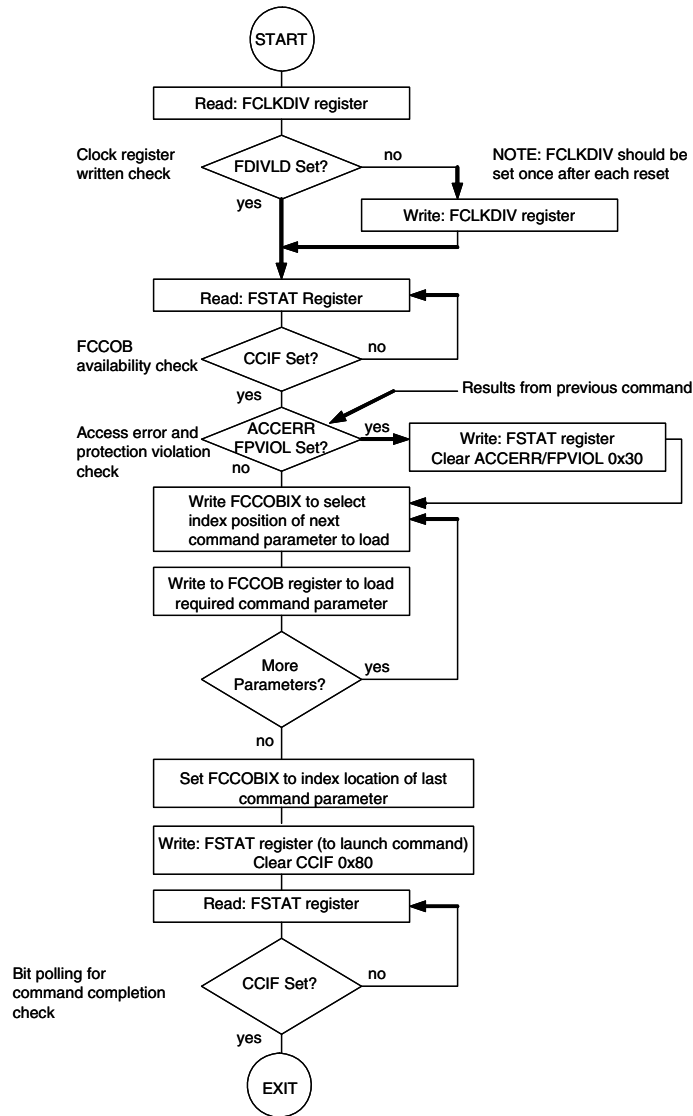 START
Read: FCLKDIV register
Clock register
written check
FDIVLD Set?
no
NOTE: FCLKDIV should be
set once after each reset
yes
Write: FCLKDIV register
Read: FSTAT Register
FCCOB
availability check
CCIF Set?
no
yes
Results from previous command
Access error and
protection violation
check
ACCERR
FPVIOL Set?
yes
no
Write: FSTAT register
Clear ACCERR/FPVIOL 0x30
Write FCCOBIX to select
index position of next
command parameter to load
Write to FCCOB register to load
required command parameter
More
Parameters?
yes
no
Set FCCOBIX to index location of last
command parameter
Write: FSTAT register (to launch command)
Clear CCIF 0x80
Read: FSTAT register
Bit polling for
command completion
check
CCIF Set?
no
yes
EXIT